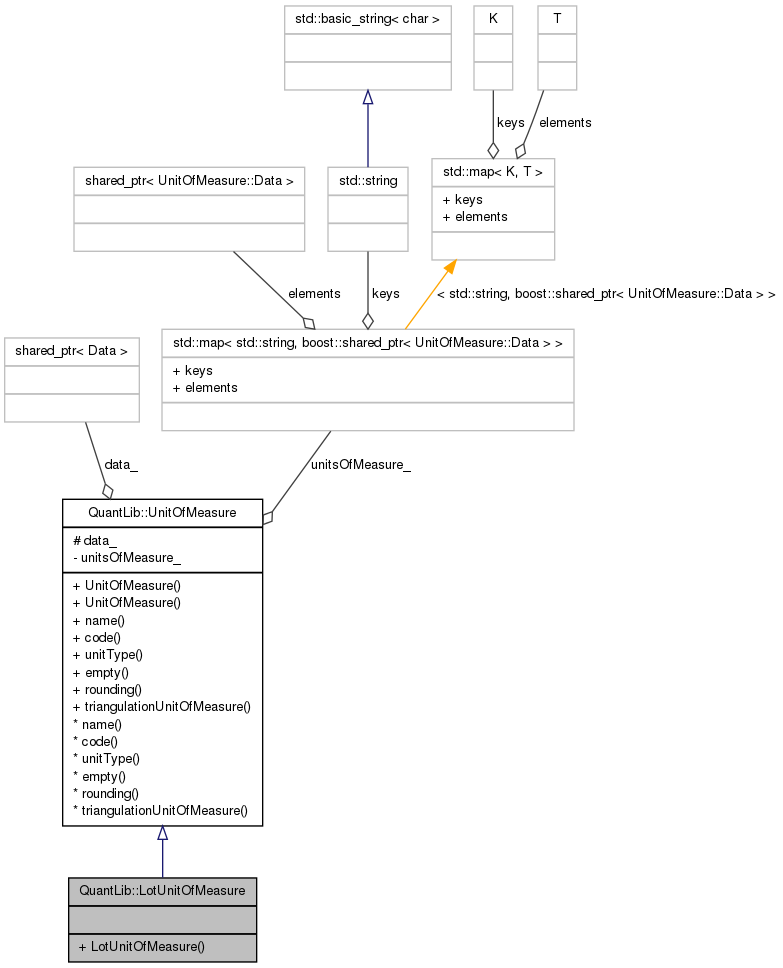 std::basic_string< char >
K
T
keys
elements
shared_ptr< UnitOfMeasure::Data >
std::string
std::map< K, T >
+ keys
+ elements
elements
keys
< std::string, boost::shared_ptr< UnitOfMeasure::Data > >
shared_ptr< Data >
std::map< std::string, boost::shared_ptr< UnitOfMeasure::Data > >
+ keys
+ elements
data_
unitsOfMeasure_
QuantLib::UnitOfMeasure
# data_
- unitsOfMeasure_
+ UnitOfMeasure()
+ UnitOfMeasure()
+ name()
+ code()
+ unitType()
+ empty()
+ rounding()
+ triangulationUnitOfMeasure()
* name()
* code()
* unitType()
* empty()
* rounding()
* triangulationUnitOfMeasure()
QuantLib::LotUnitOfMeasure
+ LotUnitOfMeasure()